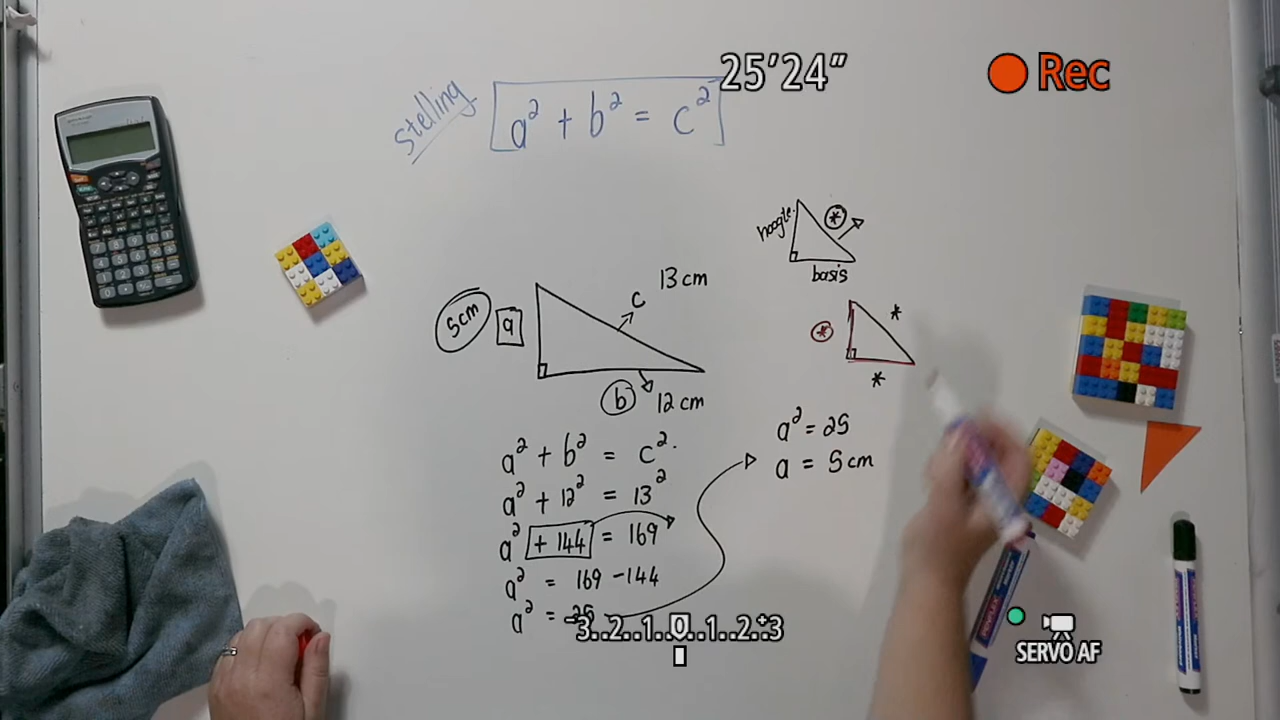 25'24"
Rec
stelling
a² + b² = c²
hoogte
*
basis
13 cm
c
5cm
a
b
12 cm
*
*
*
a² + b² = c².
a² + 12² = 13²
a² + 144 = 169
a² = 169 - 144
a² = 25
a² = 25
a = 5cm
-3..2..1..0..1..2.+3
SERVO AF